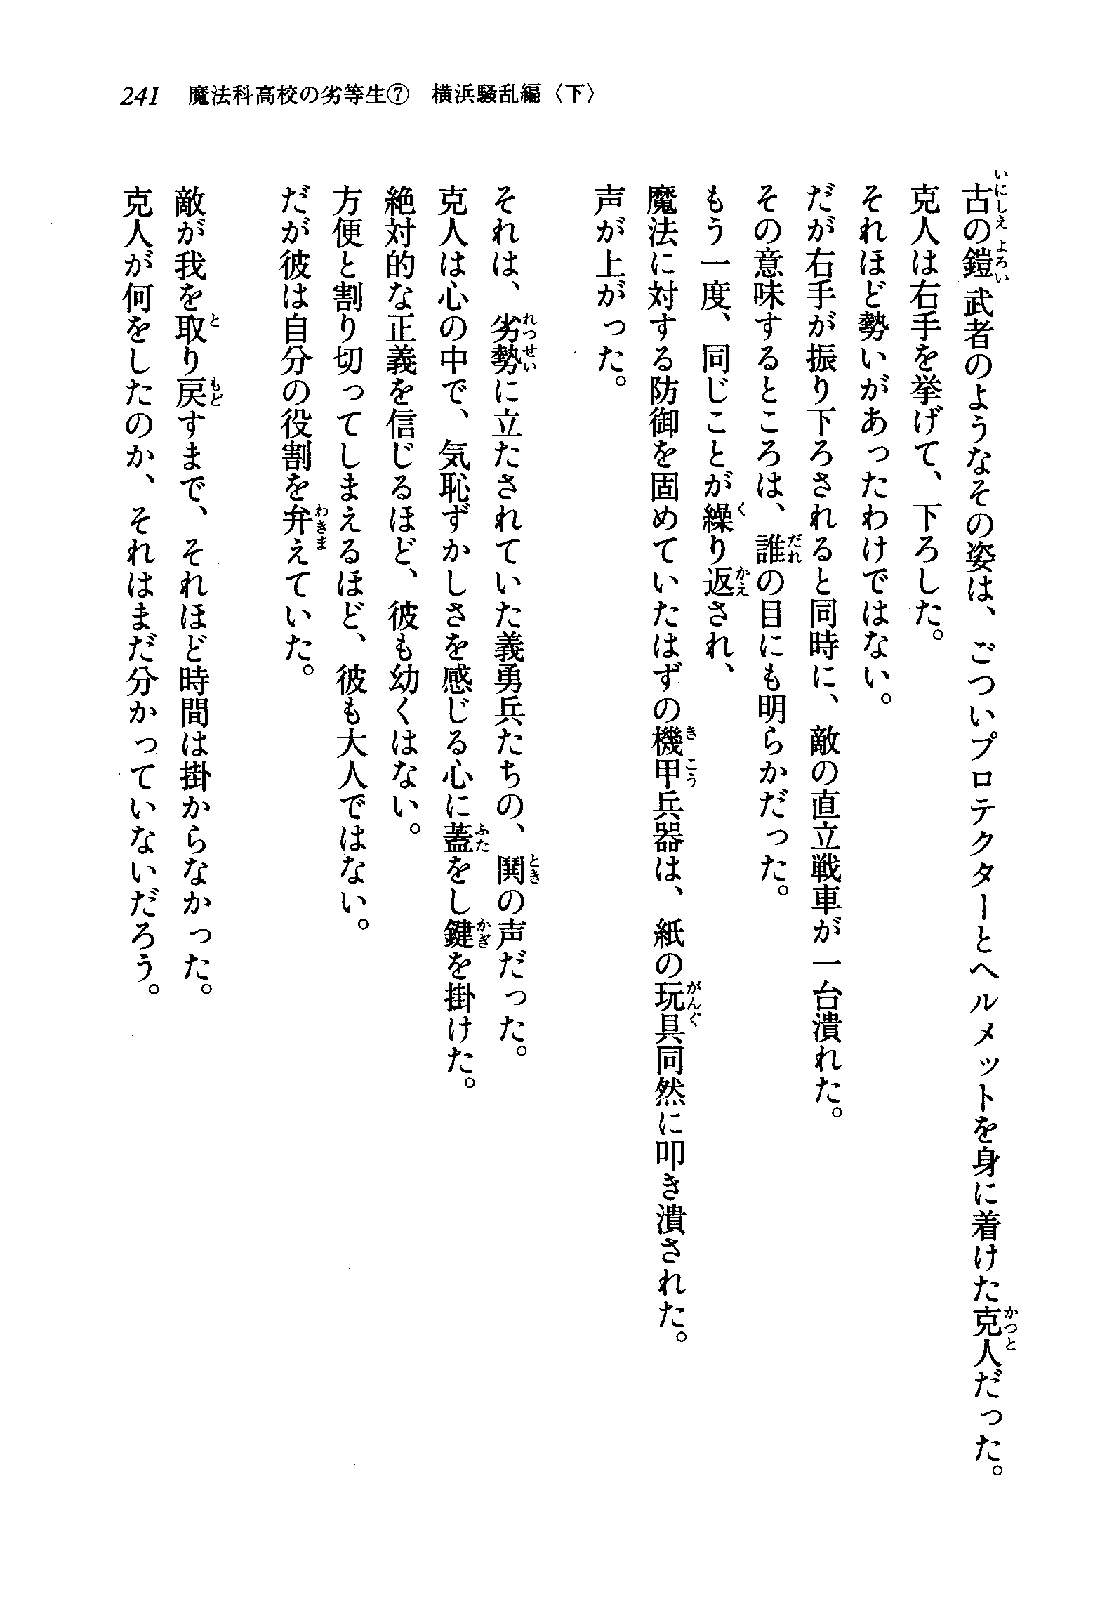 241　魔法科高校の劣等生⑦　横浜騒乱編〈下〉
古の鎧武者のようなその姿は、ごついプロテクターとヘルメットを身に着けた克人だった。
克人は右手を挙げて、下ろした。
それほど勢いがあったわけではない。
だが右手が振り下ろされると同時に、敵の直立戦車が一台潰れた。
その意味するところは、誰の目にも明らかだった。
もう一度、同じことが繰り返され、
魔法に対する防御を固めていたはずの機甲兵器は、紙の玩具同然に叩き潰された。
声が上がった。
それは、劣勢に立たされていた義勇兵たちの、鬨の声だった。
克人は心の中で、気恥ずかしさを感じる心に蓋をし鍵を掛けた。
絶対的な正義を信じるほど、彼も幼くはない。
方便と割り切ってしまえるほど、彼も大人ではない。
だが彼は自分の役割を弁えていた。
敵が我を取り戻すまで、それほど時間は掛からなかった。
克人が何をしたのか、それはまだ分かっていないだろう。